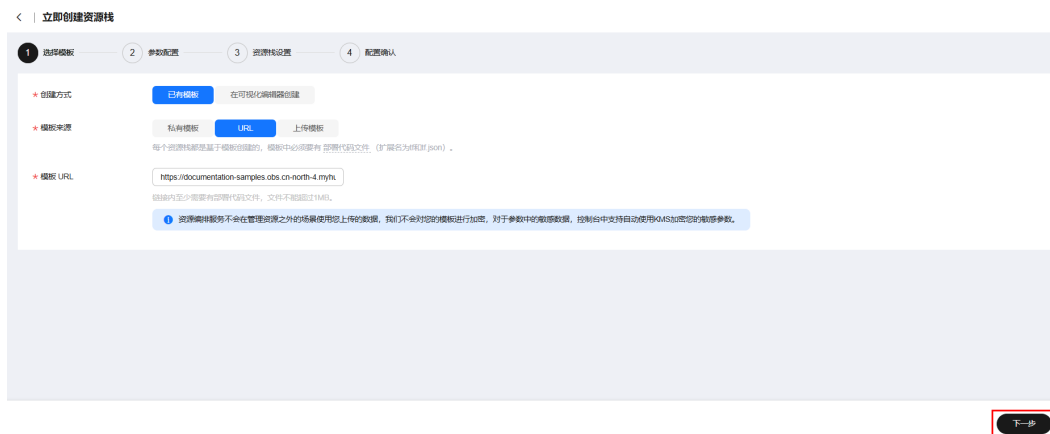 < | 立即创建资源栈
1 选择模板 2 参数配置 3 资源栈设置 4 配置确认
* 创建方式 已有模板 在可视化编辑器创建
* 模板来源 私有模板 URL 上传模板
每个资源栈都是基于模板创建的，模板中必须要有 部署代码文件 (扩展名为tf或tf.json) 。
* 模板 URL https://documentation-samples.obs.cn-north-4.myhu
链接内至少需要有部署代码文件，文件不能超过1MB。
资源编排服务不会在管理资源之外的场景使用您上传的数据，我们不会对您的模板进行加密，对于参数中的敏感数据，控制台中支持自动使用KMS加密您的敏感参数。
下一步